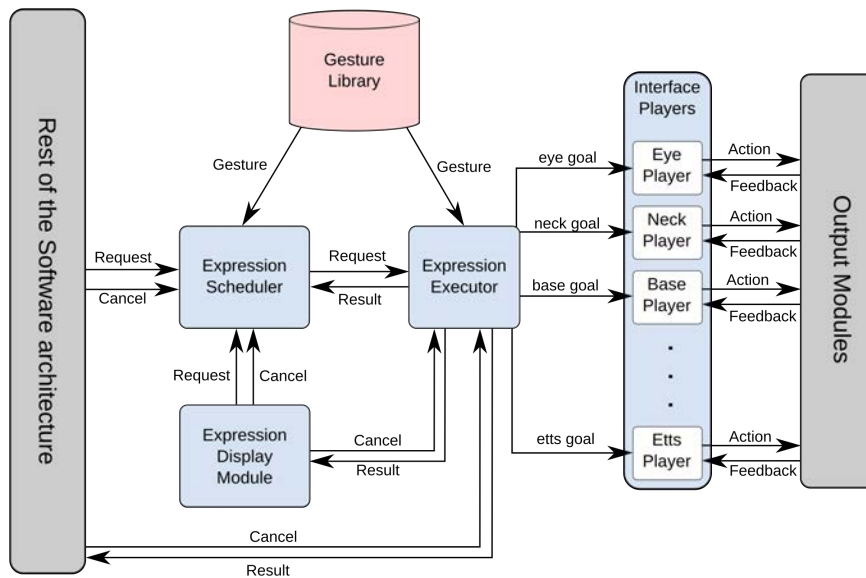 Rest of the Software architecture
Gesture
Library
Gesture
Gesture
Request
Cancel
Expression
Scheduler
Request
Result
Expression
Executor
Request
Cancel
Expression
Display
Module
Cancel
Result
Cancel
Result
eye goal
neck goal
base goal
etts goal
Interface
Players
Eye
Player
Neck
Player
Base
Player
. . .
Etts
Player
Action
Feedback
Action
Feedback
Action
Feedback
Action
Feedback
Output Modules